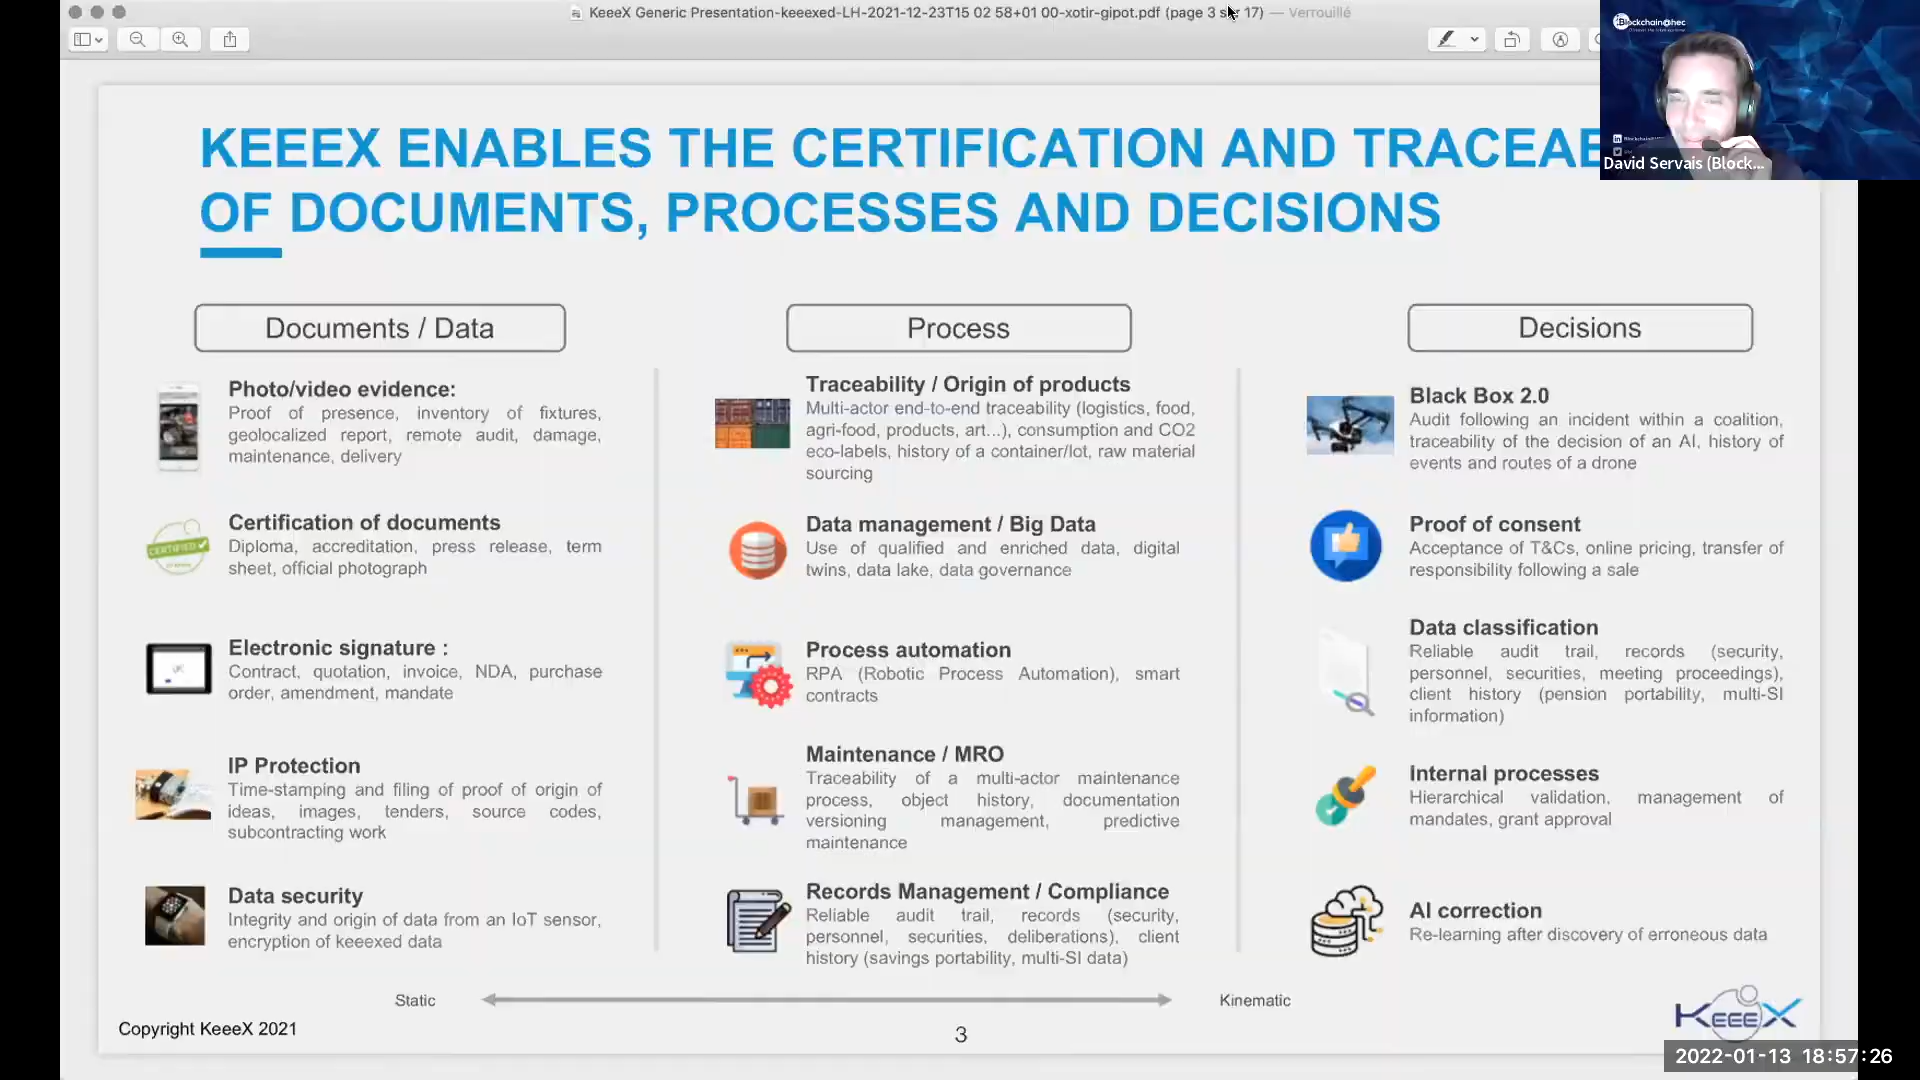 KeeeX Generic Presentation-keeexed-LH-2021-12-23T15 02 58+01 00-xotir-gipot.pdf (page 3 sur 17) — Verrouillé
Blockchain@hec
David Servais (Block...
KEEEX ENABLES THE CERTIFICATION AND TRACEAB
OF DOCUMENTS, PROCESSES AND DECISIONS
Documents / Data
Photo/video evidence:
Proof of presence, inventory of fixtures,
geolocalized report, remote audit, damage,
maintenance, delivery
CERTIFIED
Certification of documents
Diploma, accreditation, press release, term
sheet, official photograph
Electronic signature :
Contract, quotation, invoice, NDA, purchase
order, amendment, mandate
IP Protection
Time-stamping and filing of proof of origin of
ideas, images, tenders, source codes,
subcontracting work
Data security
Integrity and origin of data from an IoT sensor,
encryption of keeexed data
Process
Traceability / Origin of products
Multi-actor end-to-end traceability (logistics, food,
agri-food, products, art...), consumption and CO2
eco-labels, history of a container/lot, raw material
sourcing
Data management / Big Data
Use of qualified and enriched data, digital
twins, data lake, data governance
Process automation
RPA (Robotic Process Automation), smart
contracts
Maintenance / MRO
Traceability of a multi-actor maintenance
process, object history, documentation
versioning management, predictive
maintenance
Records Management / Compliance
Reliable audit trail, records (security,
personnel, securities, deliberations), client
history (savings portability, multi-SI data)
Decisions
Black Box 2.0
Audit following an incident within a coalition,
traceability of the decision of an AI, history of
events and routes of a drone
Proof of consent
Acceptance of T&Cs, online pricing, transfer of
responsibility following a sale
Data classification
Reliable audit trail, records (security,
personnel, securities, meeting proceedings),
client history (pension portability, multi-SI
information)
Internal processes
Hierarchical validation, management of
mandates, grant approval
AI correction
Re-learning after discovery of erroneous data
Static
Kinematic
Copyright KeeeX 2021
3
KeeeX
2022-01-13 18:57:26